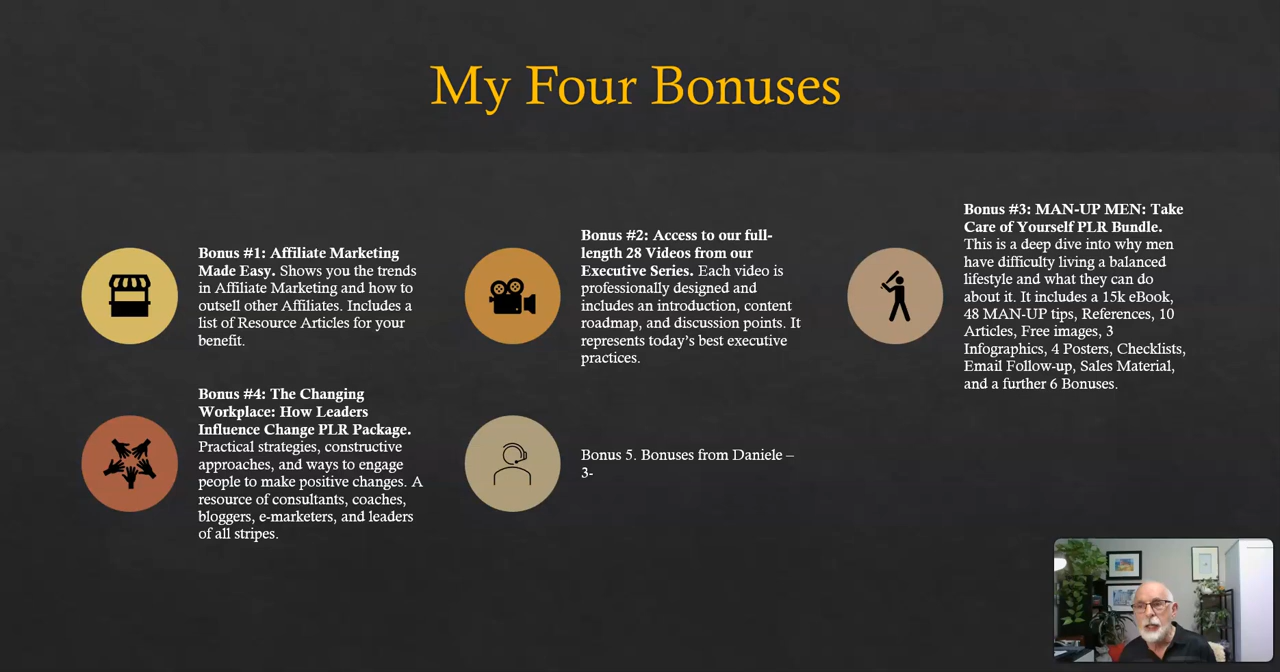 My Four Bonuses
Bonus #1: Affiliate Marketing
Made Easy. Shows you the trends
in Affiliate Marketing and how to
outsell other Affiliates. Includes a
list of Resource Articles for your
benefit.
Bonus #2: Access to our full-
length 28 Videos from our
Executive Series. Each video is
professionally designed and
includes an introduction, content
roadmap, and discussion points. It
represents today’s best executive
practices.
Bonus #3: MAN-UP MEN: Take
Care of Yourself PLR Bundle.
This is a deep dive into why men
have difficulty living a balanced
lifestyle and what they can do
about it. It includes a 15k eBook,
48 MAN-UP tips, References, 10
Articles, Free images, 3
Infographics, 4 Posters, Checklists,
Email Follow-up, Sales Material,
and a further 6 Bonuses.
Bonus #4: The Changing
Workplace: How Leaders
Influence Change PLR Package.
Practical strategies, constructive
approaches, and ways to engage
people to make positive changes. A
resource of consultants, coaches,
bloggers, e-marketers, and leaders
of all stripes.
Bonus 5. Bonuses from Daniele –
3-